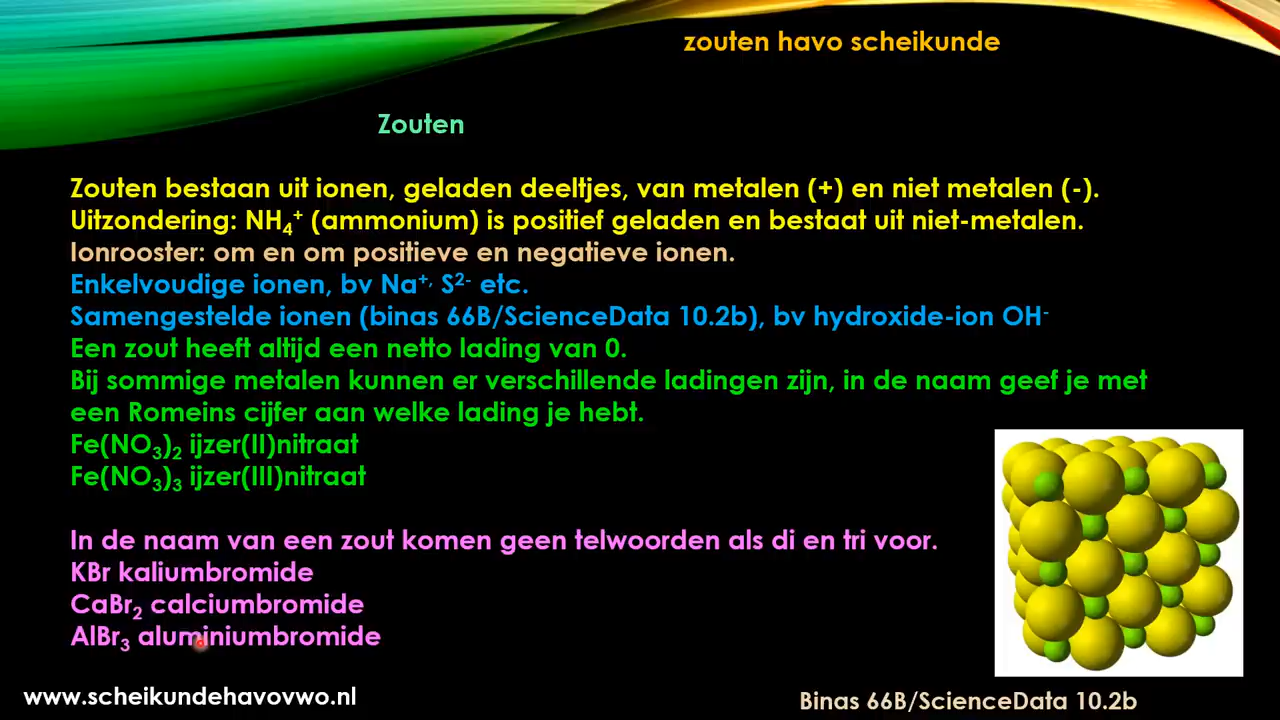 zouten havo scheikunde
Zouten
Zouten bestaan uit ionen, geladen deeltjes, van metalen (+) en niet metalen (-).
Uitzondering: NH₄⁺ (ammonium) is positief geladen en bestaat uit niet-metalen.
Ionrooster: om en om positieve en negatieve ionen.
Enkelvoudige ionen, bv Na⁺, S²⁻ etc.
Samengestelde ionen (binas 66B/ScienceData 10.2b), bv hydroxide-ion OH⁻
Een zout heeft altijd een netto lading van 0.
Bij sommige metalen kunnen er verschillende ladingen zijn, in de naam geef je met
een Romeins cijfer aan welke lading je hebt.
Fe(NO₃)₂ ijzer(II)nitraat
Fe(NO₃)₃ ijzer(III)nitraat
In de naam van een zout komen geen telwoorden als di en tri voor.
KBr kaliumbromide
CaBr₂ calciumbromide
AlBr₃ aluminiumbromide
www.scheikundehavovwo.nl
Binas 66B/ScienceData 10.2b